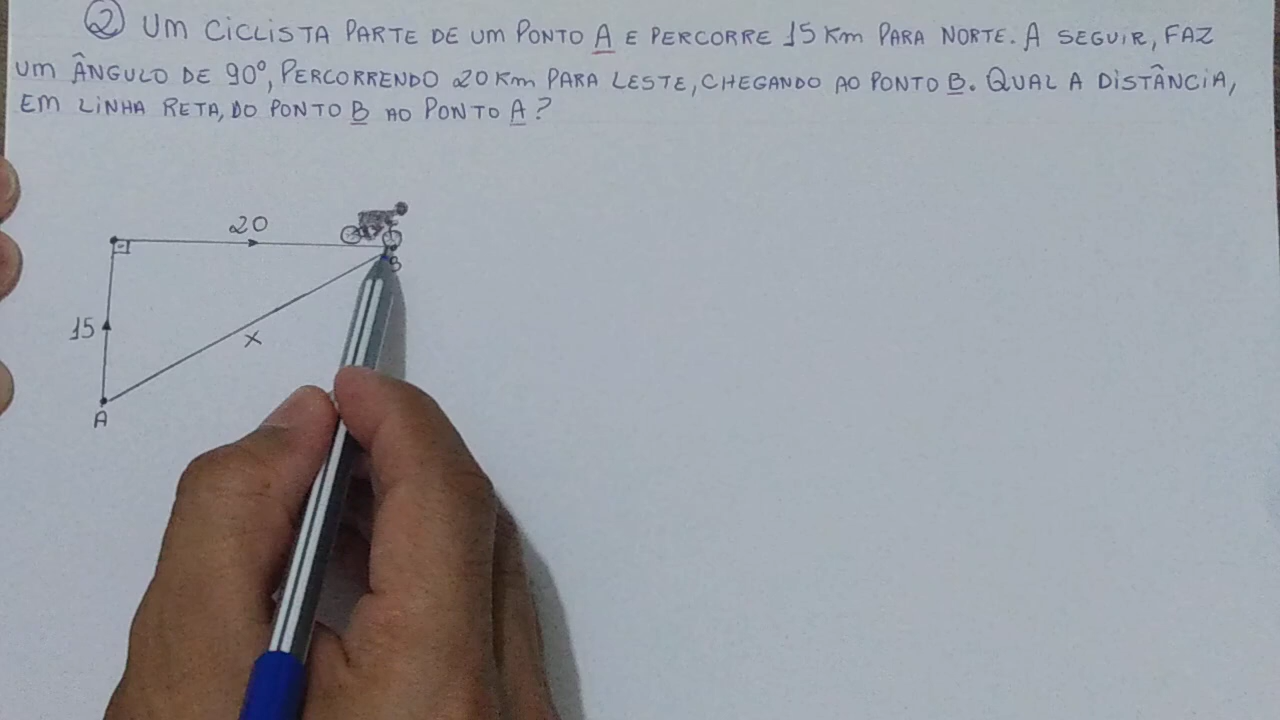 2 UM CICLISTA PARTE DE UM PONTO A E PERCORRE 15 Km PARA NORTE. A SEGUIR, FAZ
UM ÂNGULO DE 90°, PERCORRENDO 20 Km PARA LESTE, CHEGANDO AO PONTO B. QUAL A DISTÂNCIA,
EM LINHA RETA, DO PONTO B AO PONTO A?
20
B
15
X
A